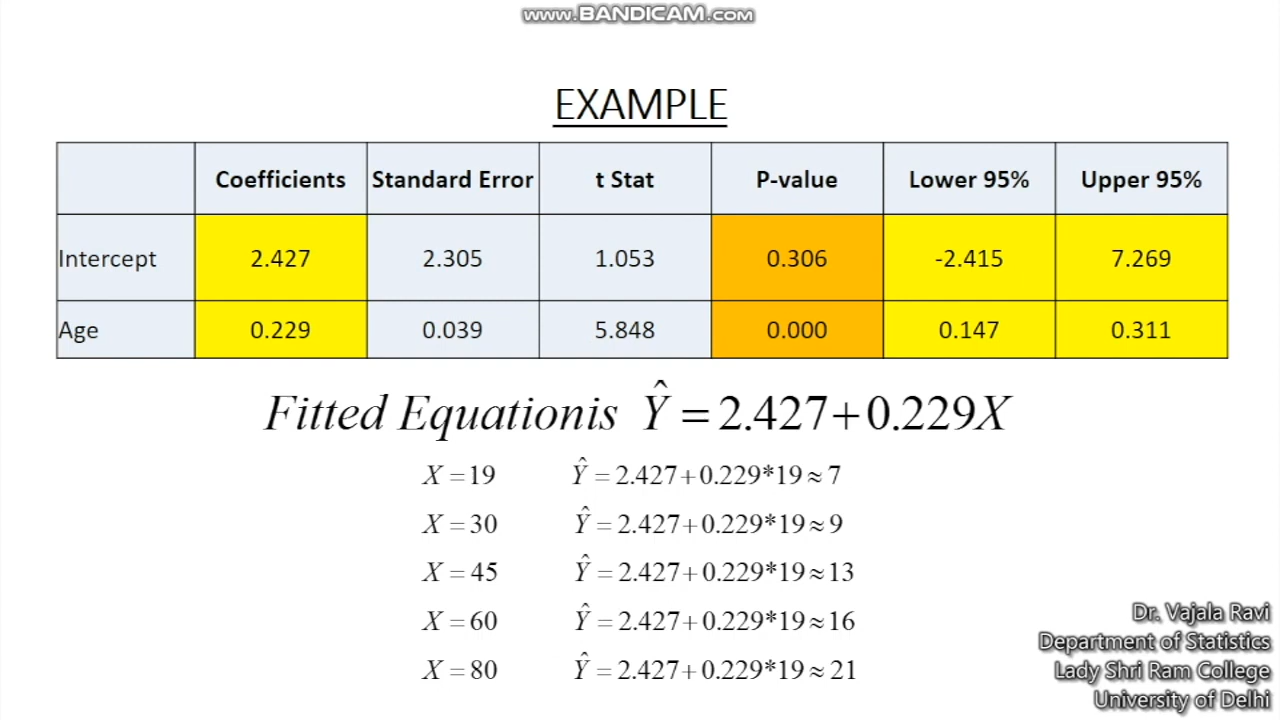 www.BANDICAM.com
EXAMPLE
Coefficients Standard Error t Stat P-value Lower 95% Upper 95%
Intercept 2.427 2.305 1.053 0.306 -2.415 7.269
Age 0.229 0.039 5.848 0.000 0.147 0.311
Fitted Equationis Ŷ = 2.427+0.229X
X = 19 Ŷ = 2.427+0.229*19 ≈ 7
X = 30 Ŷ = 2.427+0.229*19 ≈ 9
X = 45 Ŷ = 2.427+0.229*19 ≈ 13
X = 60 Ŷ = 2.427+0.229*19 ≈ 16
X = 80 Ŷ = 2.427+0.229*19 ≈ 21
Dr. Vajala Ravi
Department of Statistics
Lady Shri Ram College
University of Delhi